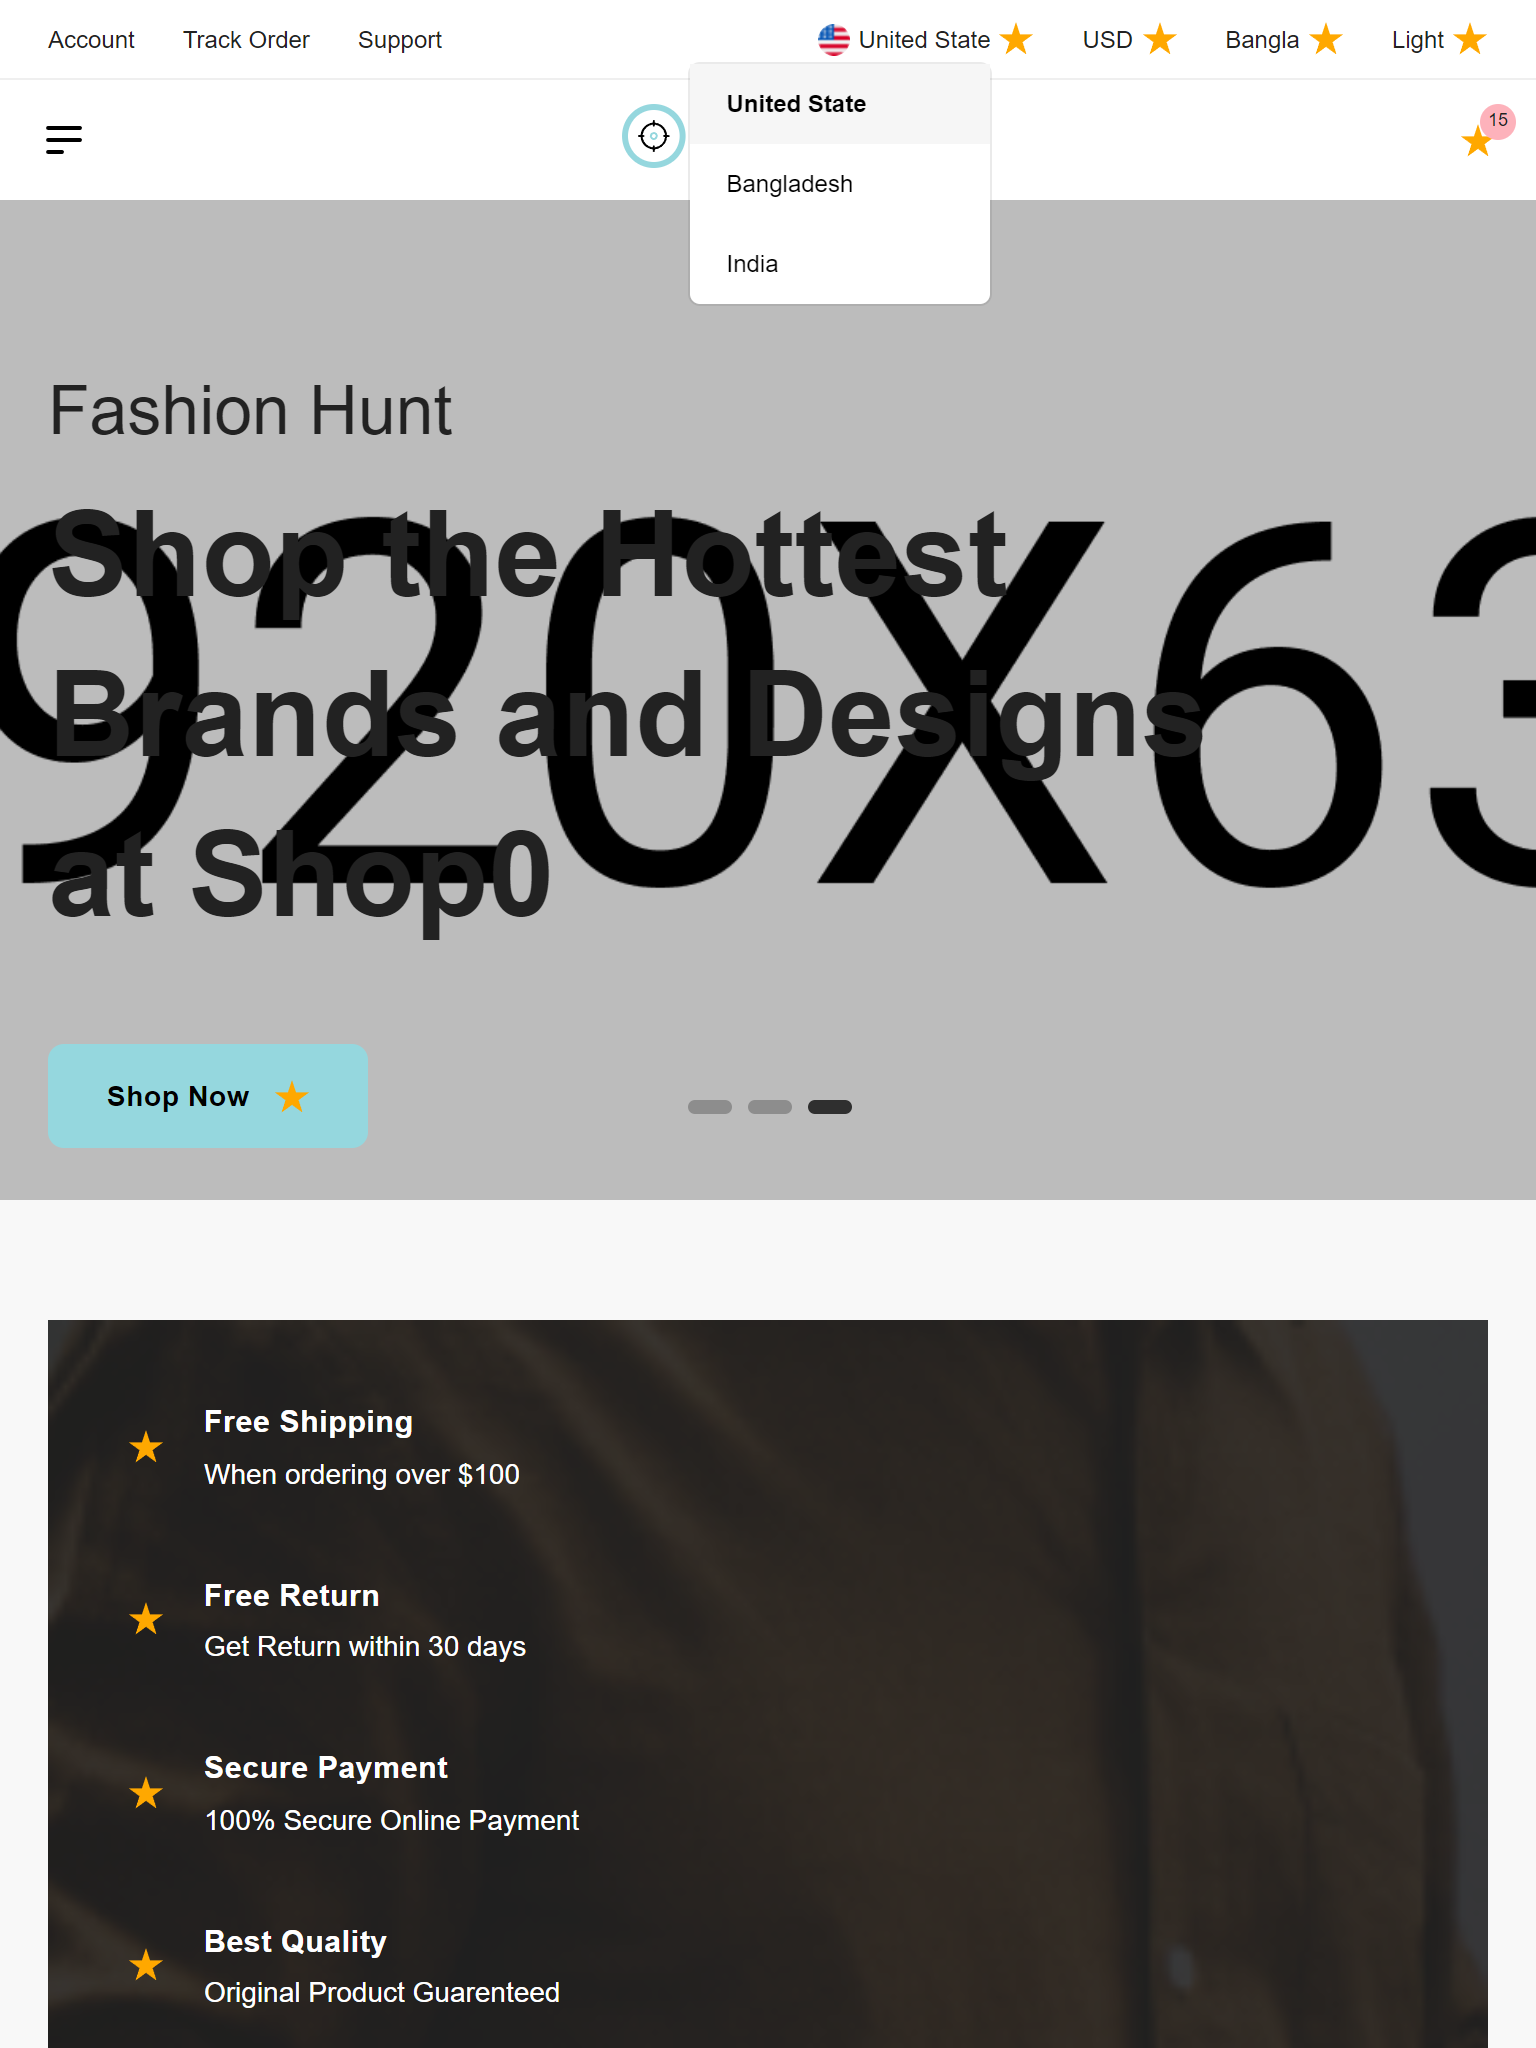 Account Track Order Support United State USD Bangla Light
United State
15
Bangladesh
India
Fashion Hunt
920X63
Shop the Hottest
Brands and Designs
at Shop0
Shop Now
Free Shipping
When ordering over $100
Free Return
Get Return within 30 days
Secure Payment
100% Secure Online Payment
Best Quality
Original Product Guarenteed